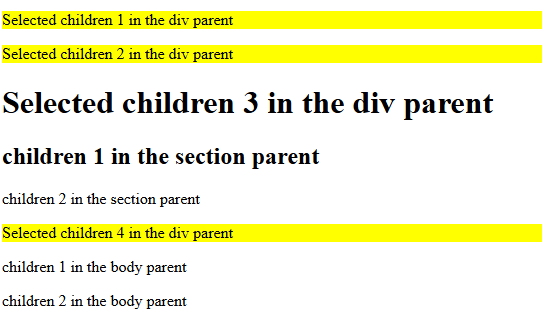 Selected children 1 in the div parent
Selected children 2 in the div parent
Selected children 3 in the div parent
children 1 in the section parent
children 2 in the section parent
Selected children 4 in the div parent
children 1 in the body parent
children 2 in the body parent